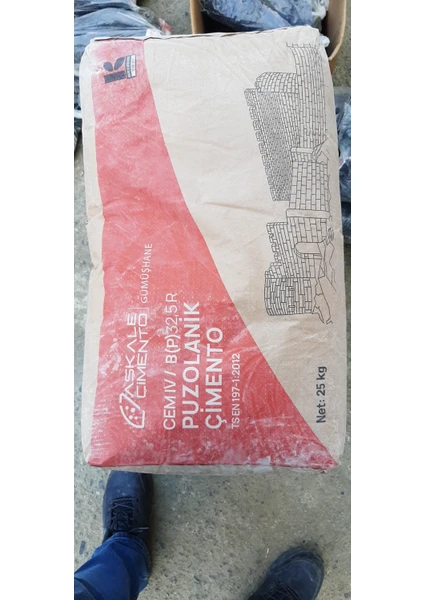 AŞKALE
ÇİMENTO
GÜMÜŞHANE
CEM IV / B(P)32,5 R
PUZOLANİK
ÇİMENTO
TS EN 197-1:2012
Net: 25 kg